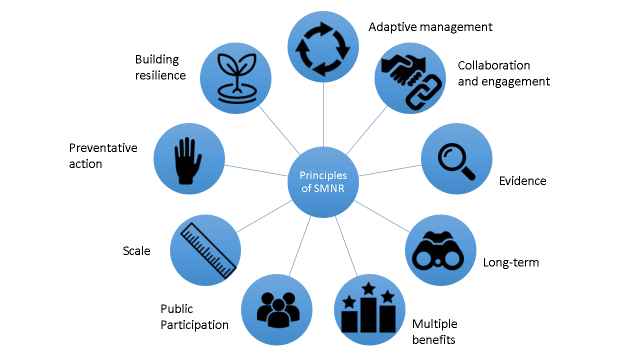 Adaptive management
Collaboration
and engagement
Evidence
Long-term
Multiple
benefits
Public
Participation
Scale
Preventative
action
Building
resilience
Principles
of SMNR